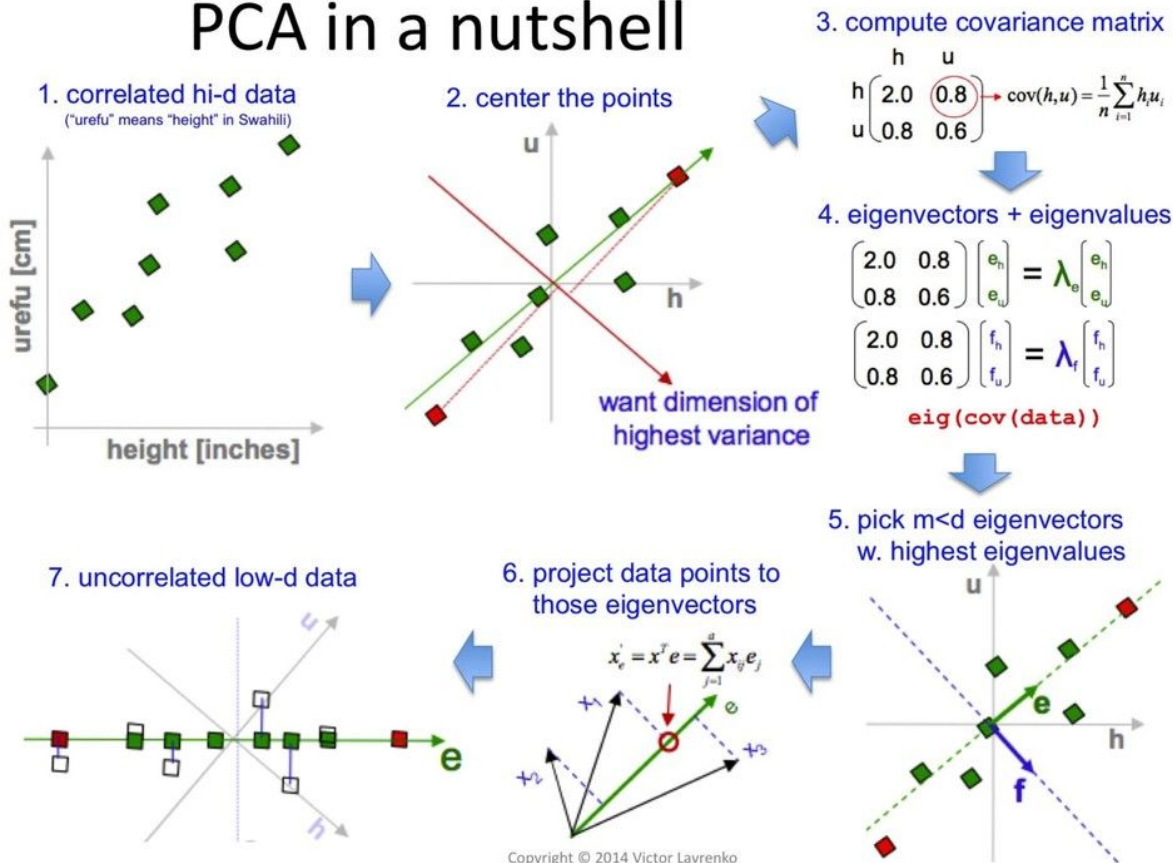 PCA in a nutshell
1. correlated hi-d data
("urefu" means "height" in Swahili)
urefu [cm]
height [inches]
2. center the points
u
h
want dimension of
highest variance
3. compute covariance matrix
h u
h 2.0 0.8 cov(h,u) = 1/n Σ i=1 n h_i u_i
u 0.8 0.6
4. eigenvectors + eigenvalues
2.0 0.8 e_h = λ_e e_h
0.8 0.6 e_u e_u
2.0 0.8 f_h = λ_f f_h
0.8 0.6 f_u f_u
eig(cov(data))
5. pick m<d eigenvectors
w. highest eigenvalues
u
e
h
f
6. project data points to
those eigenvectors
x'_e = x^T e = Σ j=1 d x_ij e_j
x1
e
x2
x3
7. uncorrelated low-d data
u
e
h
Copyright © 2014 Victor Lavrenko